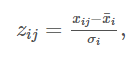 z_{ij} = \frac{x_{ij} - \bar{x}_i}{\sigma_i},